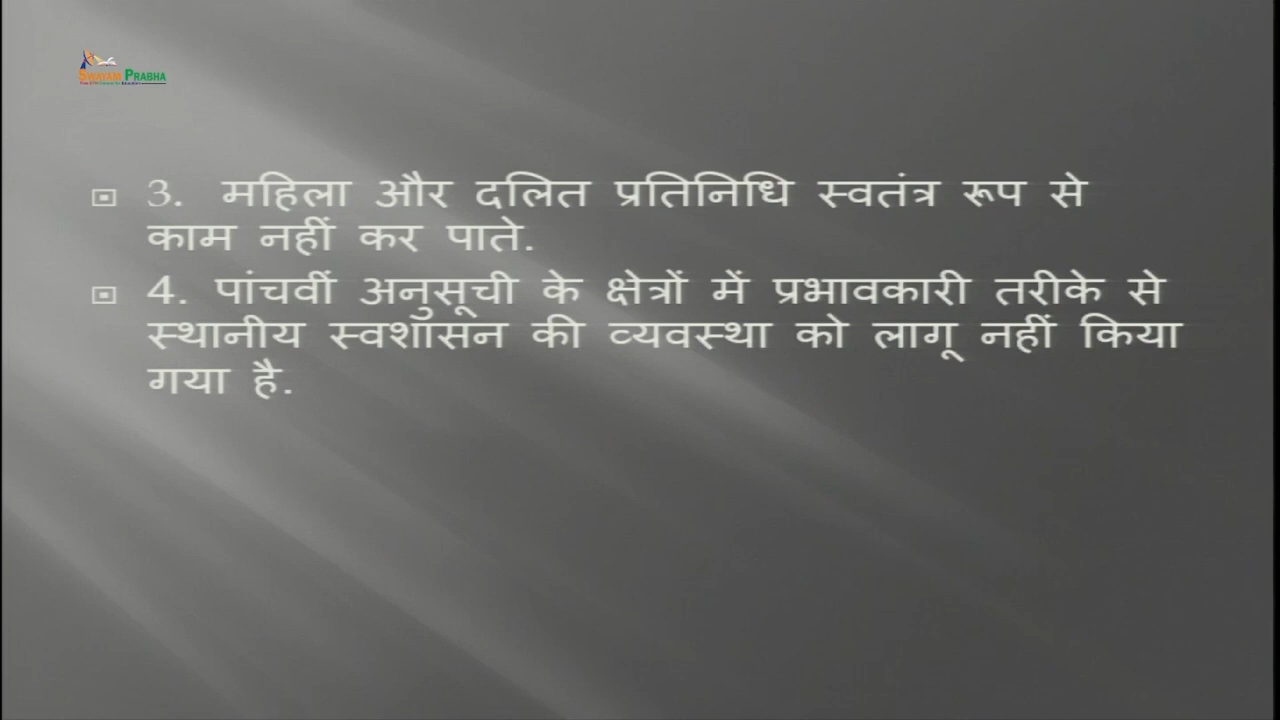 SWAYAM PRABHA
3. महिला और दलित प्रतिनिधि स्वतंत्र रूप से
काम नहीं कर पाते.
4. पांचवीं अनुसूची के क्षेत्रों में प्रभावकारी तरीके से
स्थानीय स्वशासन की व्यवस्था को लागू नहीं किया
गया है.